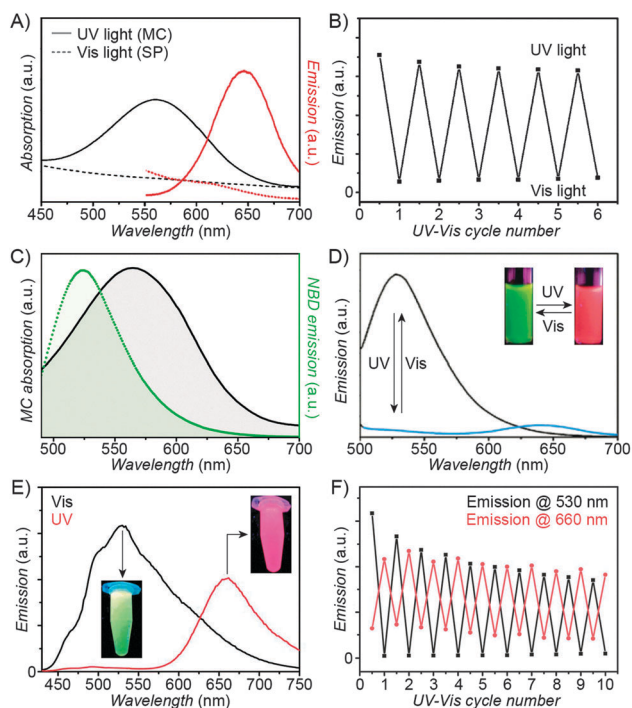 A)
UV light (MC)
Vis light (SP)
Absorption (a.u.)
Emission (a.u.)
450 500 550 600 650 700
Wavelength (nm)
B)
UV light
Vis light
Emission (a.u.)
0
1 2 3 4 5 6
UV-Vis cycle number
C)
MC absorption (a.u.)
NBD emission (a.u.)
500 550 600 650 700
Wavelength (nm)
D)
UV
Vis
UV
Vis
Emission (a.u.)
500 550 600 650 700
Wavelength (nm)
E)
Vis
UV
Emission (a.u.)
0
450 500 550 600 650 700 750
Wavelength (nm)
F)
Emission @ 530 nm
Emission @ 660 nm
Emission (a.u.)
0
1 2 3 4 5 6 7 8 9 10
UV-Vis cycle number